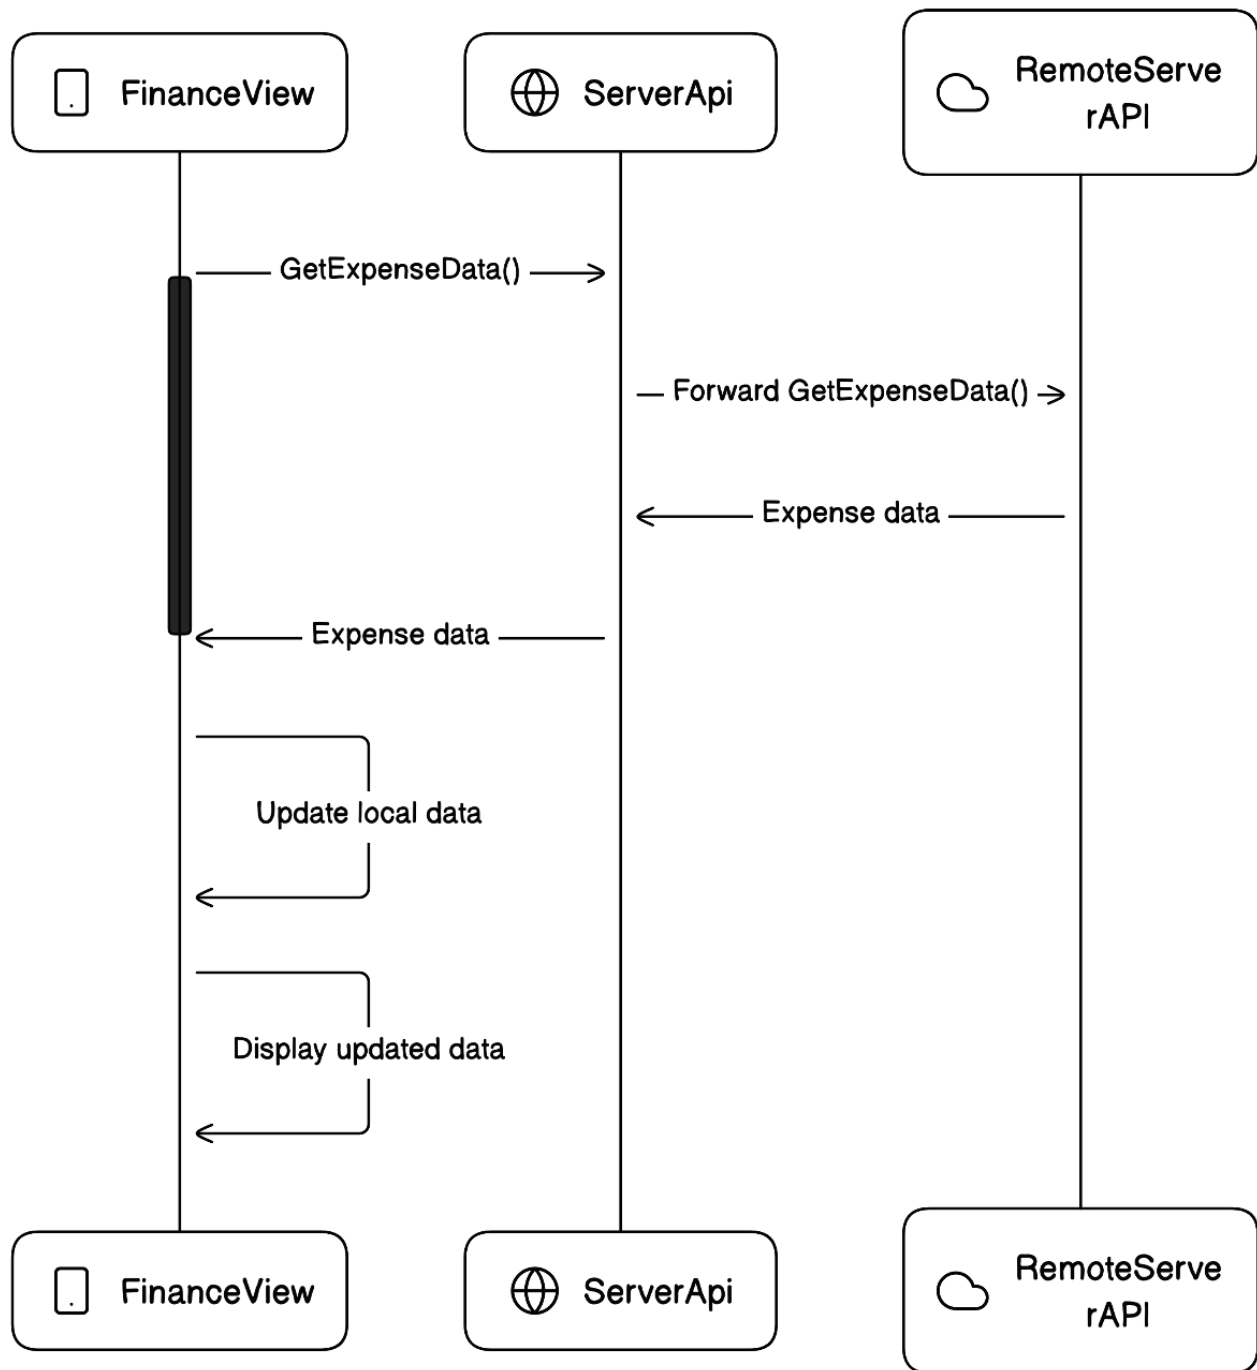 FinanceView
ServerApi
RemoteServe
rAPI
GetExpenseData()
Forward GetExpenseData()
Expense data
Expense data
Update local data
Display updated data
FinanceView
ServerApi
RemoteServe
rAPI